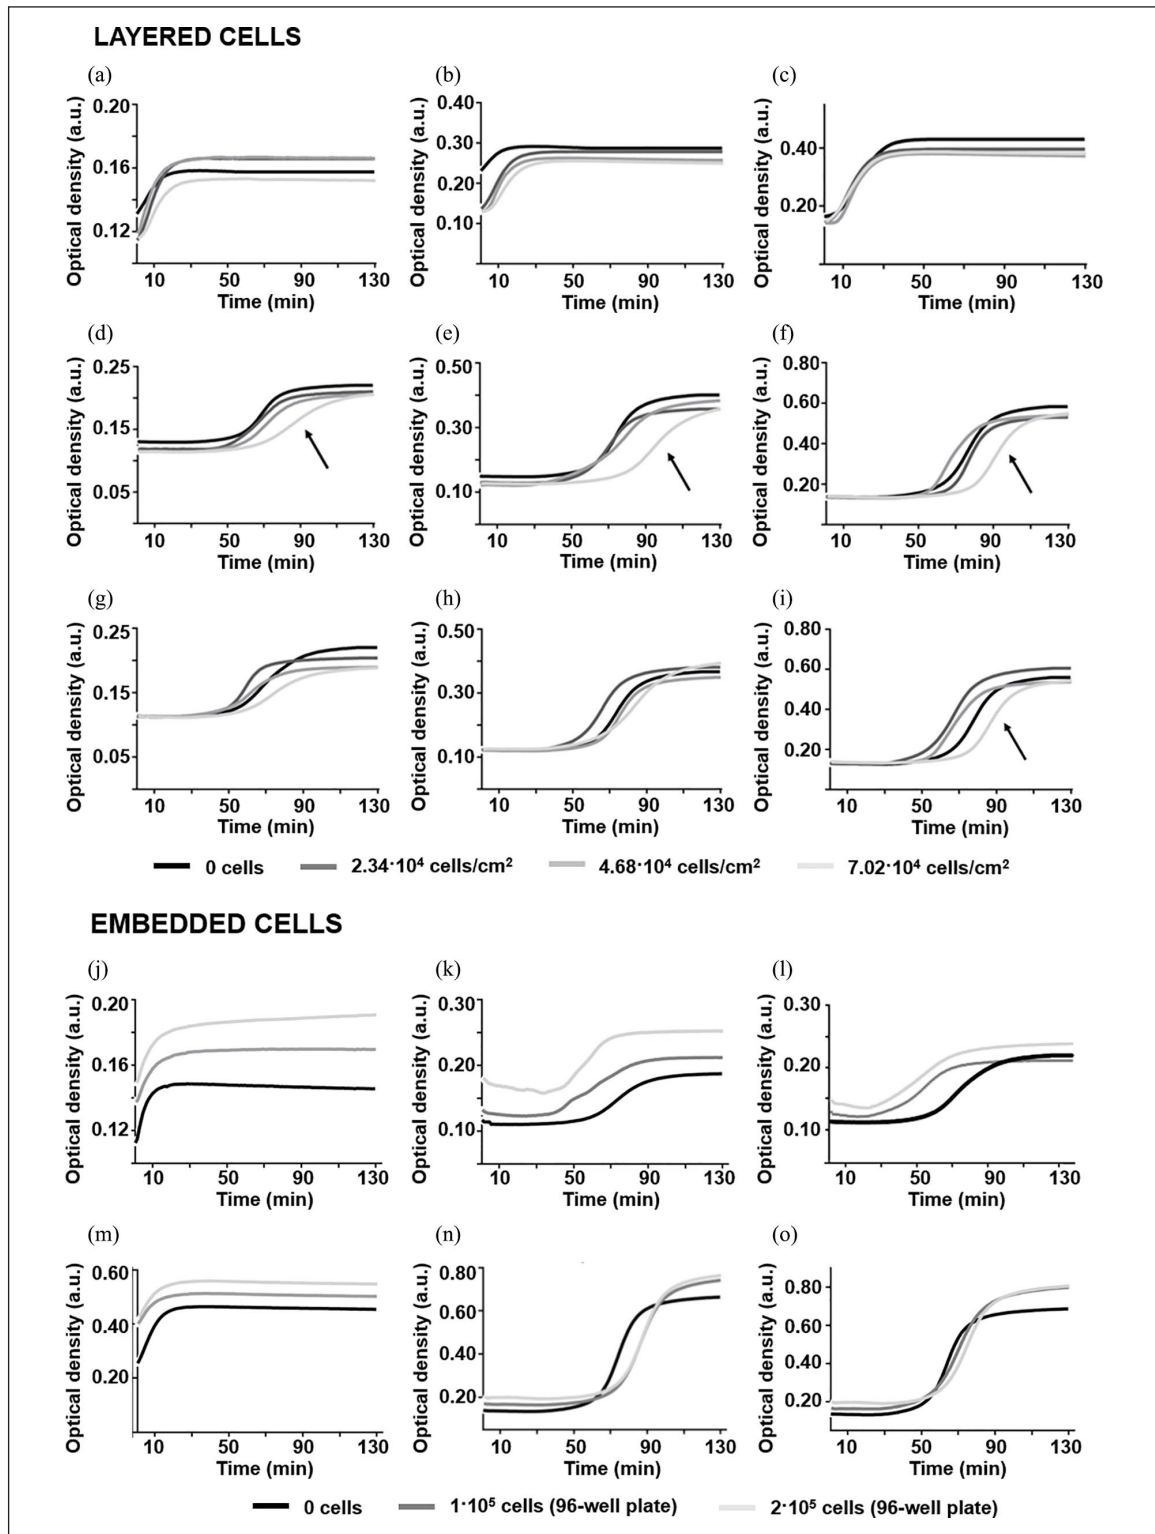 LAYERED CELLS
(a) (b) (c)
Optical density (a.u.) 0.20 0.16 0.12 10 50 90 130 Time (min)
Optical density (a.u.) 0.40 0.30 0.20 0.10 10 50 90 130 Time (min)
Optical density (a.u.) 0.40 0.20 10 50 90 130 Time (min)
(d) (e) (f)
Optical density (a.u.) 0.25 0.15 0.05 10 50 90 130 Time (min)
Optical density (a.u.) 0.50 0.30 0.10 10 50 90 130 Time (min)
Optical density (a.u.) 0.80 0.60 0.40 0.20 10 50 90 130 Time (min)
(g) (h) (i)
Optical density (a.u.) 0.25 0.15 0.05 10 50 90 130 Time (min)
Optical density (a.u.) 0.50 0.30 0.10 10 50 90 130 Time (min)
Optical density (a.u.) 0.80 0.60 0.40 0.20 10 50 90 130 Time (min)
0 cells 2.34·10⁴ cells/cm² 4.68·10⁴ cells/cm² 7.02·10⁴ cells/cm²
EMBEDDED CELLS
(j) (k) (l)
Optical density (a.u.) 0.20 0.16 0.12 10 50 90 130 Time (min)
Optical density (a.u.) 0.30 0.20 0.10 10 50 90 130 Time (min)
Optical density (a.u.) 0.30 0.20 0.10 10 50 90 130 Time (min)
(m) (n) (o)
Optical density (a.u.) 0.60 0.40 0.20 10 50 90 130 Time (min)
Optical density (a.u.) 0.80 0.60 0.40 0.20 10 50 90 130 Time (min)
Optical density (a.u.) 0.80 0.60 0.40 0.20 10 50 90 130 Time (min)
0 cells 1·10⁵ cells (96-well plate) 2·10⁵ cells (96-well plate)